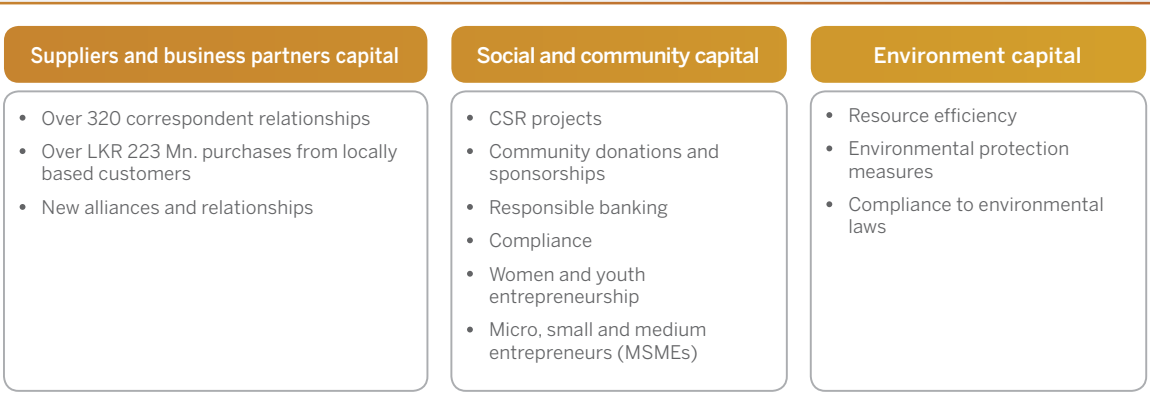 Suppliers and business partners capital
• Over 320 correspondent relationships
• Over LKR 223 Mn. purchases from locally
based customers
• New alliances and relationships
Social and community capital
• CSR projects
• Community donations and
sponsorships
• Responsible banking
• Compliance
• Women and youth
entrepreneurship
• Micro, small and medium
entrepreneurs (MSMEs)
Environment capital
• Resource efficiency
• Environmental protection
measures
• Compliance to environmental
laws